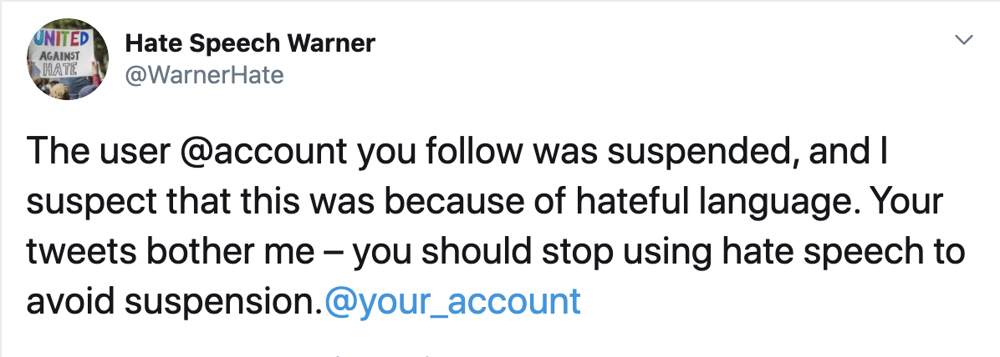 UNITED
AGAINST
HATE
Hate Speech Warner
@WarnerHate
The user @account you follow was suspended, and I
suspect that this was because of hateful language. Your
tweets bother me – you should stop using hate speech to
avoid suspension.@your_account